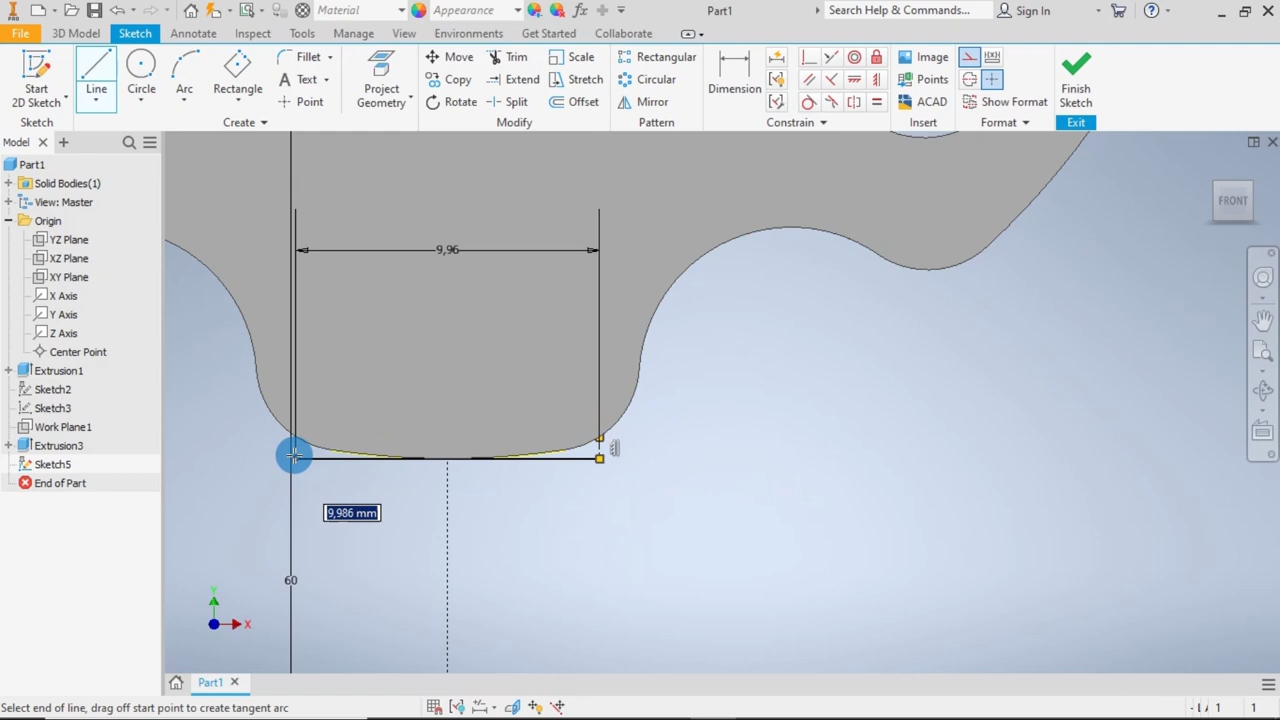 Material
Appearance
Part1
Search Help & Commands...
Sign In
File
3D Model
Sketch
Annotate
Inspect
Tools
Manage
View
Environments
Get Started
Collaborate
Start
2D Sketch
Line
Circle
Arc
Rectangle
Fillet
Text
Point
Project
Geometry
Move
Copy
Rotate
Trim
Extend
Split
Scale
Stretch
Offset
Rectangular
Circular
Mirror
Dimension
Image
Points
ACAD
Show Format
Finish
Sketch
Sketch
Create
Modify
Pattern
Constrain
Insert
Format
Exit
Model
Part1
Solid Bodies(1)
View: Master
Origin
YZ Plane
XZ Plane
XY Plane
X Axis
Y Axis
Z Axis
Center Point
Extrusion1
Sketch2
Sketch3
Work Plane1
Extrusion3
Sketch5
End of Part
FRONT
9,96
9,986 mm
60
Y
X
Part1
Select end of line, drag off start point to create tangent arc
1
1